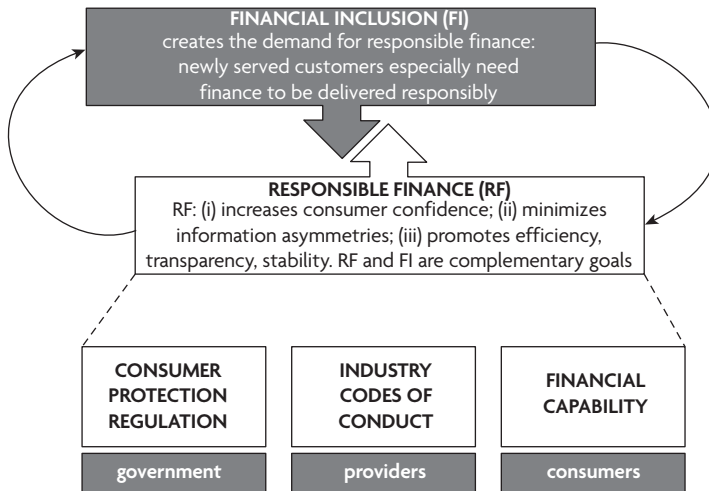 FINANCIAL INCLUSION (FI)
creates the demand for responsible finance:
newly served customers especially need
finance to be delivered responsibly
RESPONSIBLE FINANCE (RF)
RF: (i) increases consumer confidence; (ii) minimizes
information asymmetries; (iii) promotes efficiency,
transparency, stability. RF and FI are complementary goals
CONSUMER
PROTECTION
REGULATION
government
INDUSTRY
CODES OF
CONDUCT
providers
FINANCIAL
CAPABILITY
consumers